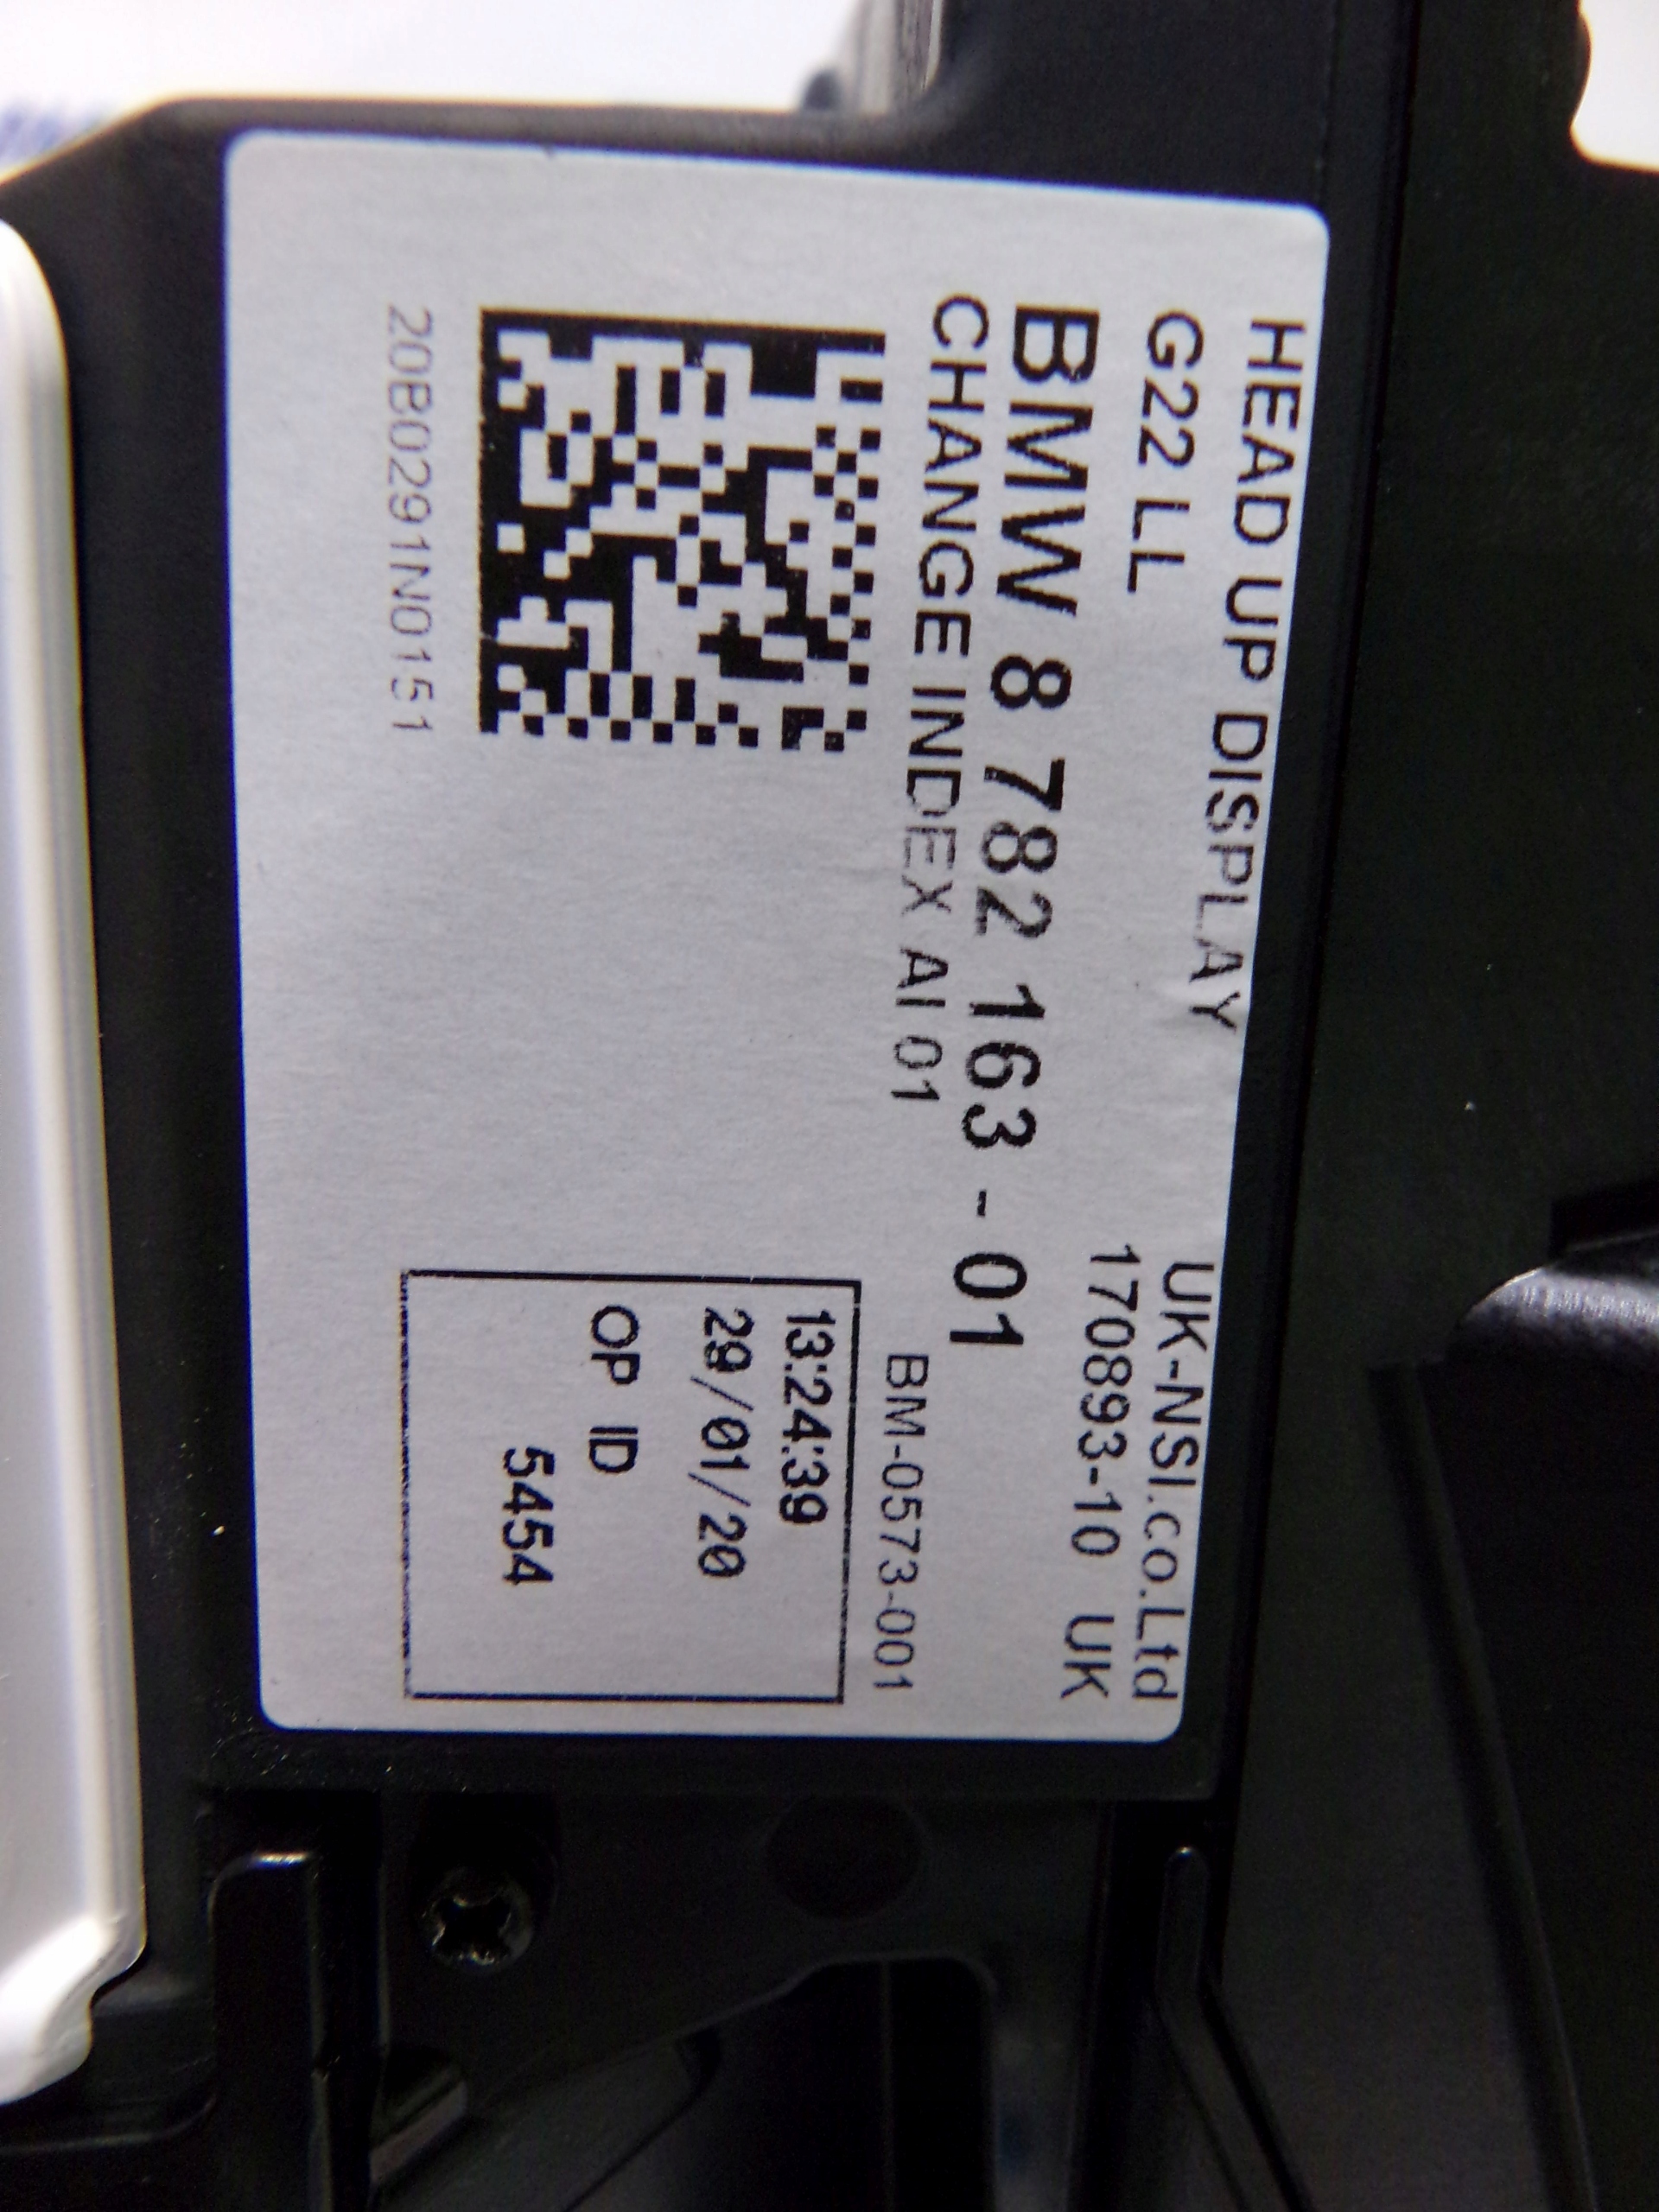 HEAD UP DISPLAY
UK-NSI.co.Ltd
G22 LL
170893-10 UK
BMW 8 782 163 - 01
CHANGE INDEX AI 01
BM-0573-001
13:24:39
29/01/20
OP ID
5454
20B0291N0151